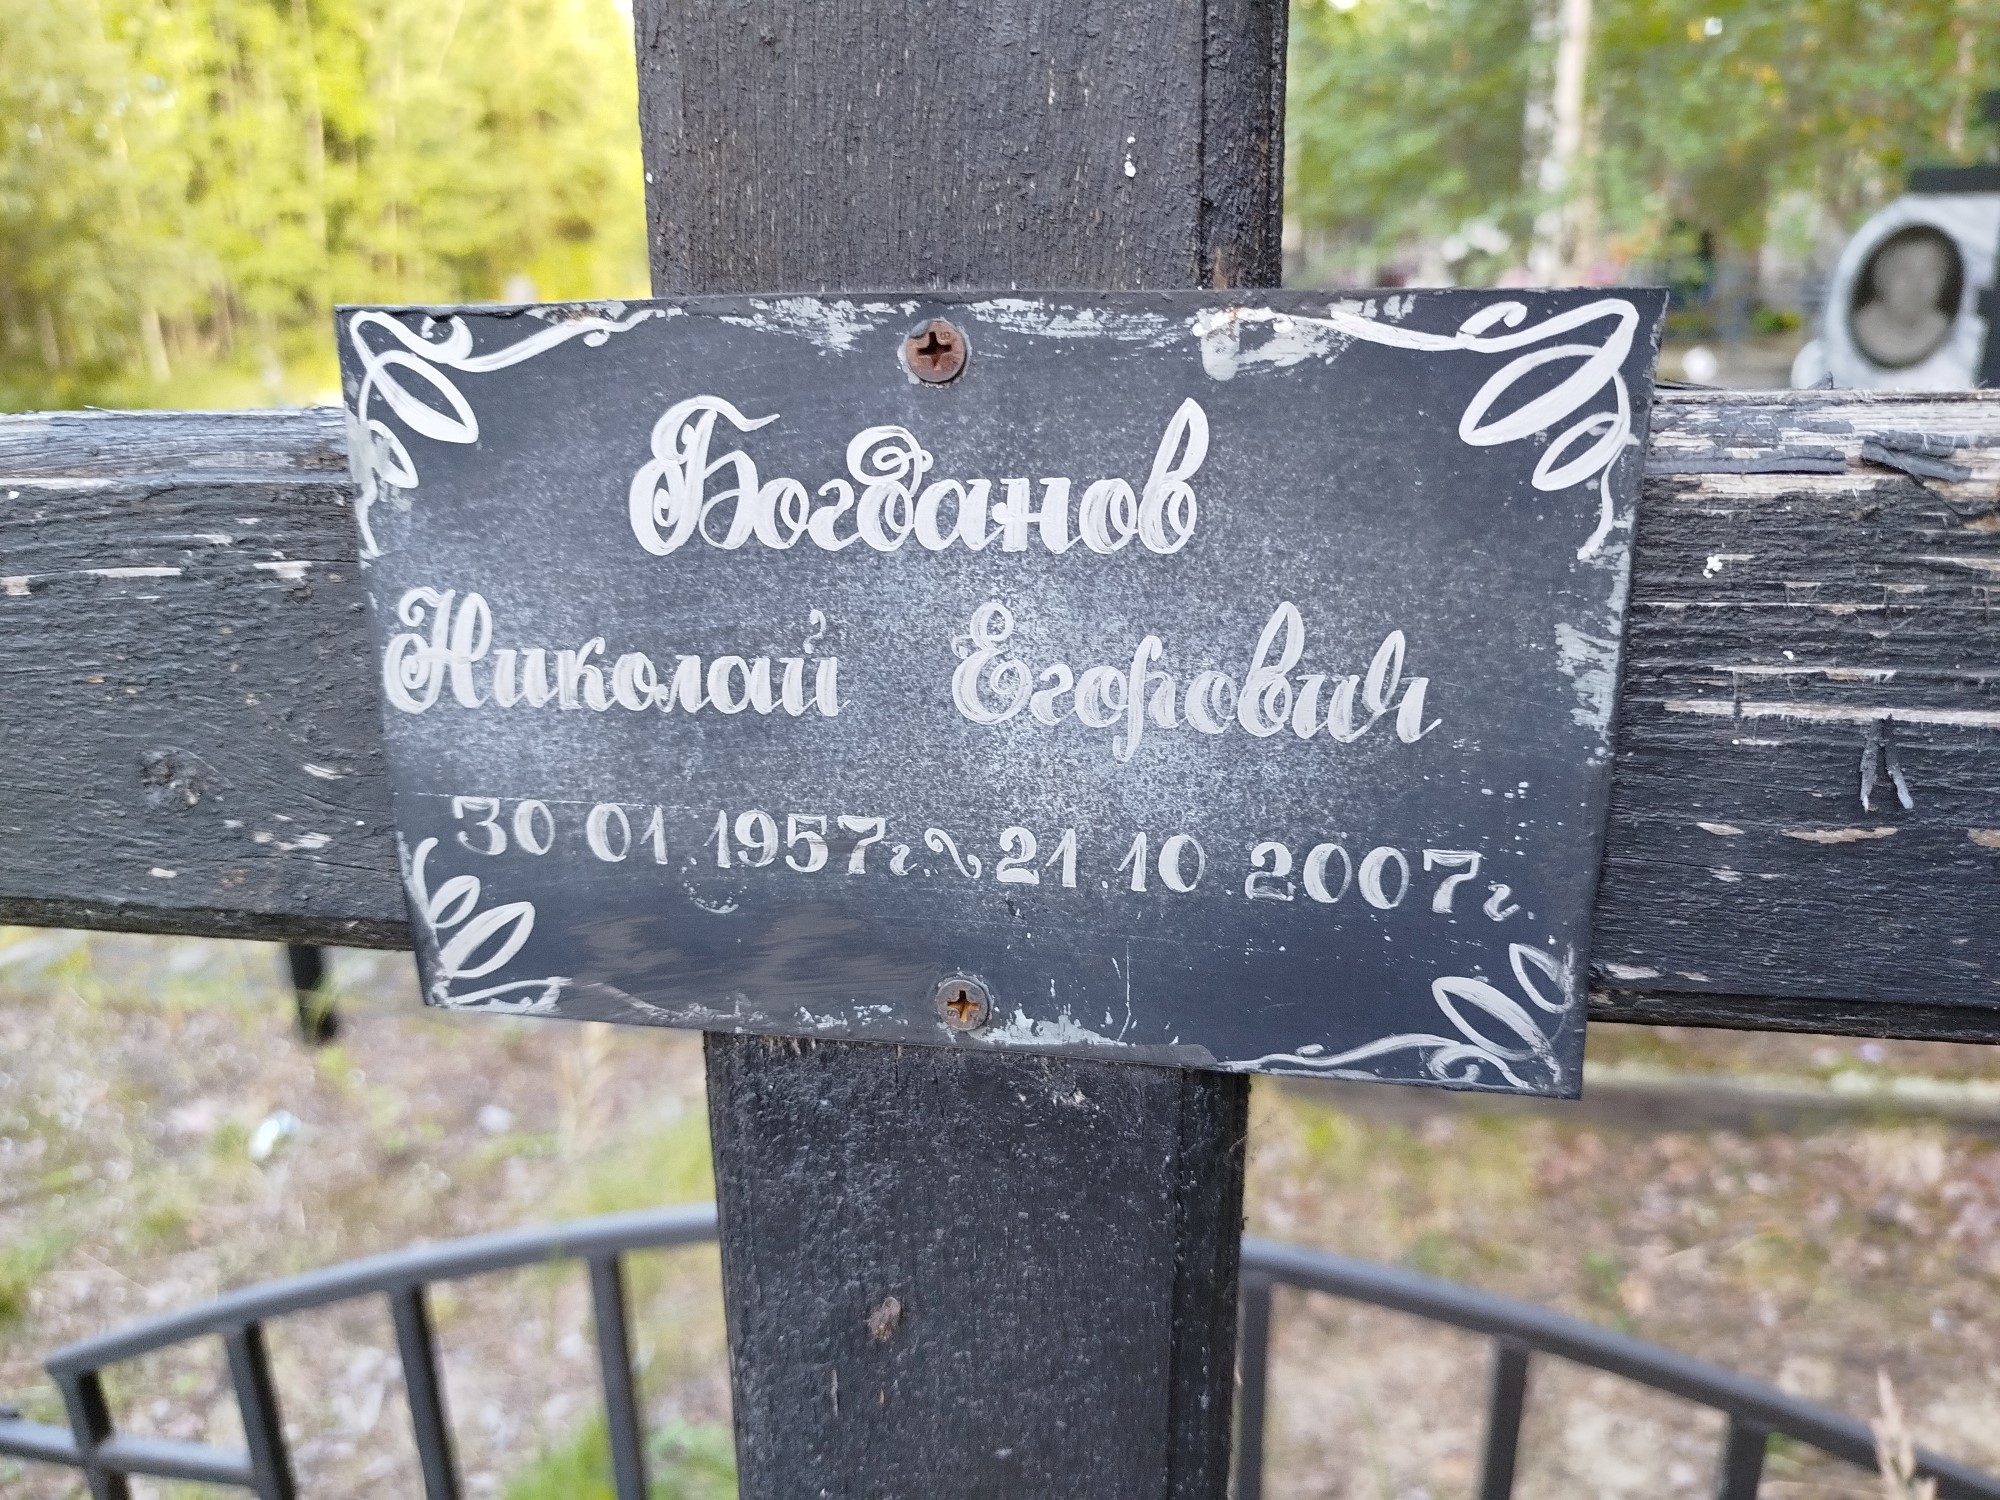 Богданов
Николай Егорович
30 01.1957г. ~ 21.10.2007г.